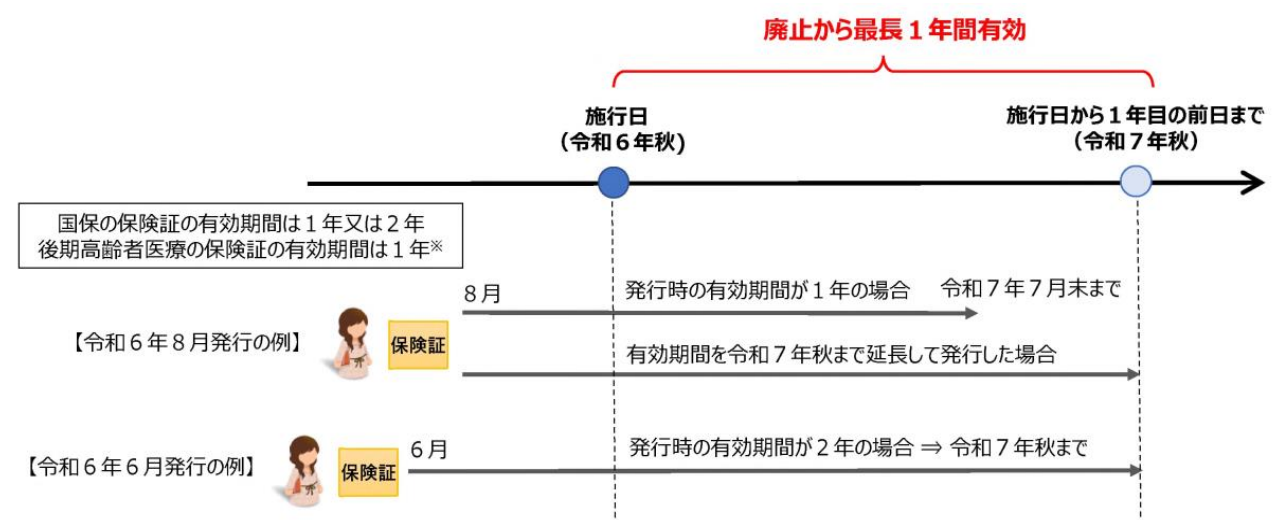 廃止から最長１年間有効
施行日
（令和６年秋)
施行日から１年目の前日まで
（令和７年秋）
国保の保険証の有効期間は１年又は２年
後期高齢者医療の保険証の有効期間は１年※
８月
発行時の有効期間が１年の場合
令和７年７月末まで
【令和６年８月発行の例】
保険証
有効期間を令和７年秋まで延長して発行した場合
６月
発行時の有効期間が２年の場合 ⇒ 令和７年秋まで
【令和６年６月発行の例】
保険証